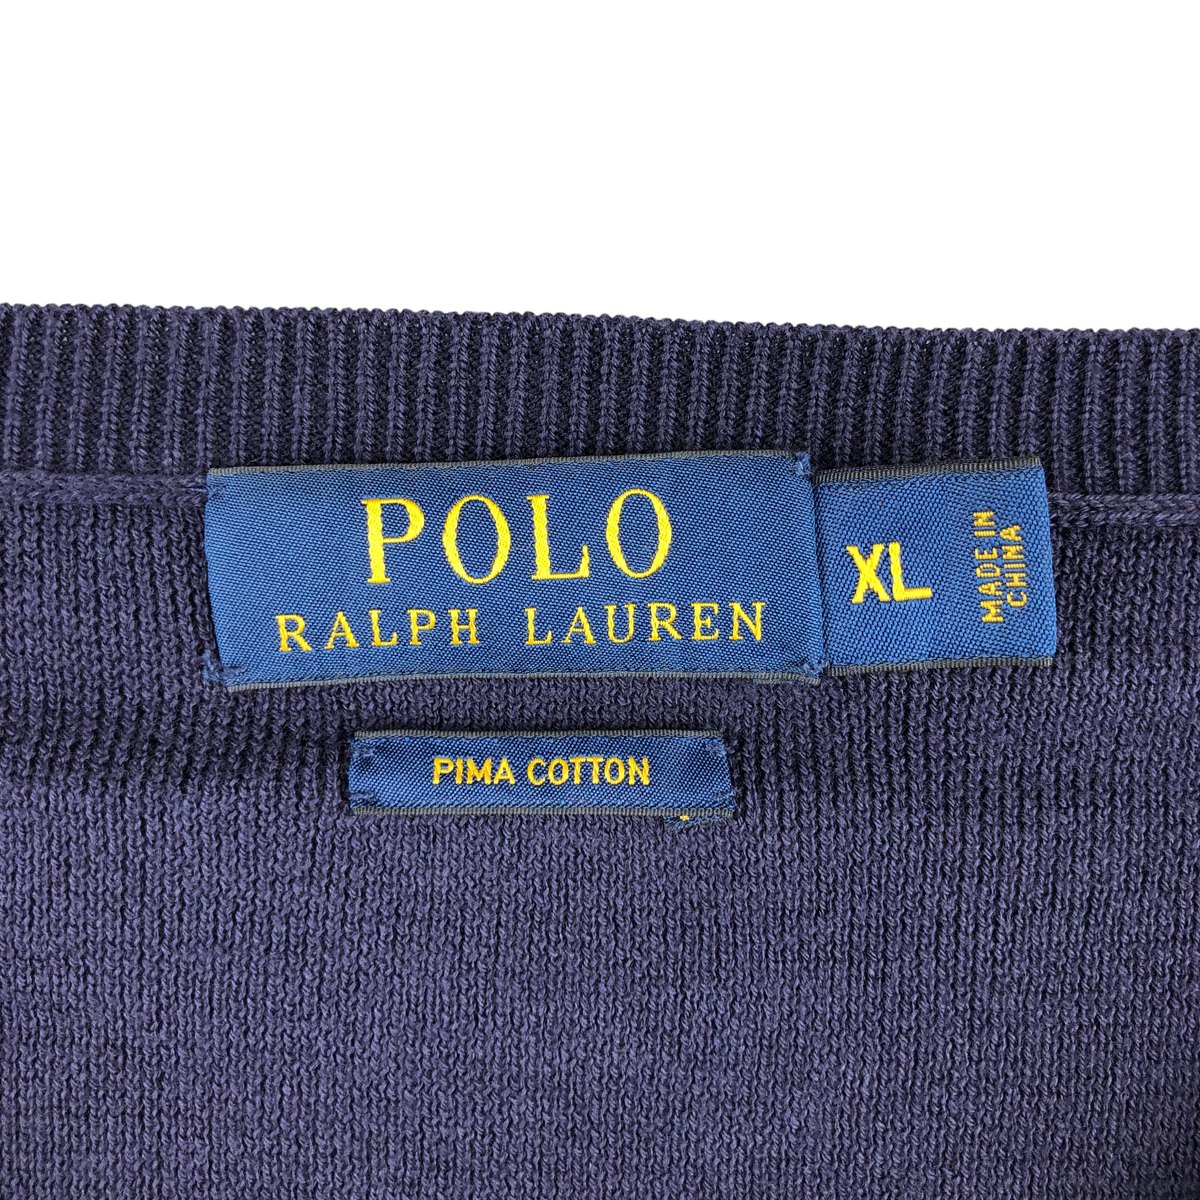 POLO
RALPH LAUREN
XL
MADE IN
CHINA
PIMA COTTON